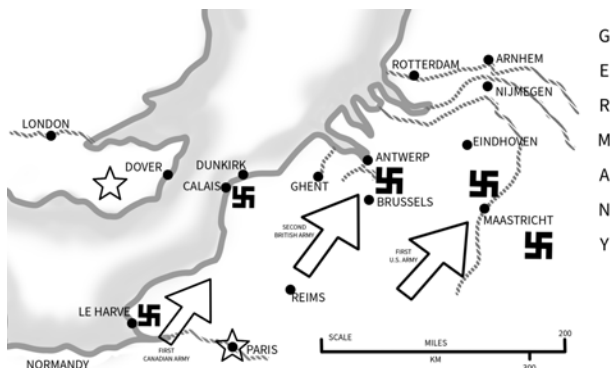 G
E
R
M
A
N
Y
ROTTERDAM
ARNHEM
NIJMEGEN
LONDON
EINDHOVEN
DOVER
DUNKIRK
CALAIS
ANTWERP
GHENT
BRUSSELS
MAASTRICHT
SECOND
BRITISH ARMY
FIRST
U.S. ARMY
REIMS
LE HARVE
FIRST
CANADIAN ARMY
PARIS
NORMANDY
SCALE
MILES
200
KM
300